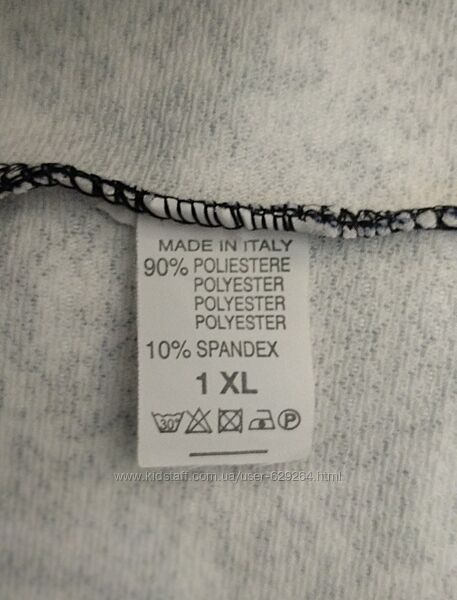 MADE IN ITALY
90% POLIESTERE
POLYESTER
POLYESTER
POLYESTER
10% SPANDEX
1 XL
30° P
www.kidstaff.com.ua/user-629284.html